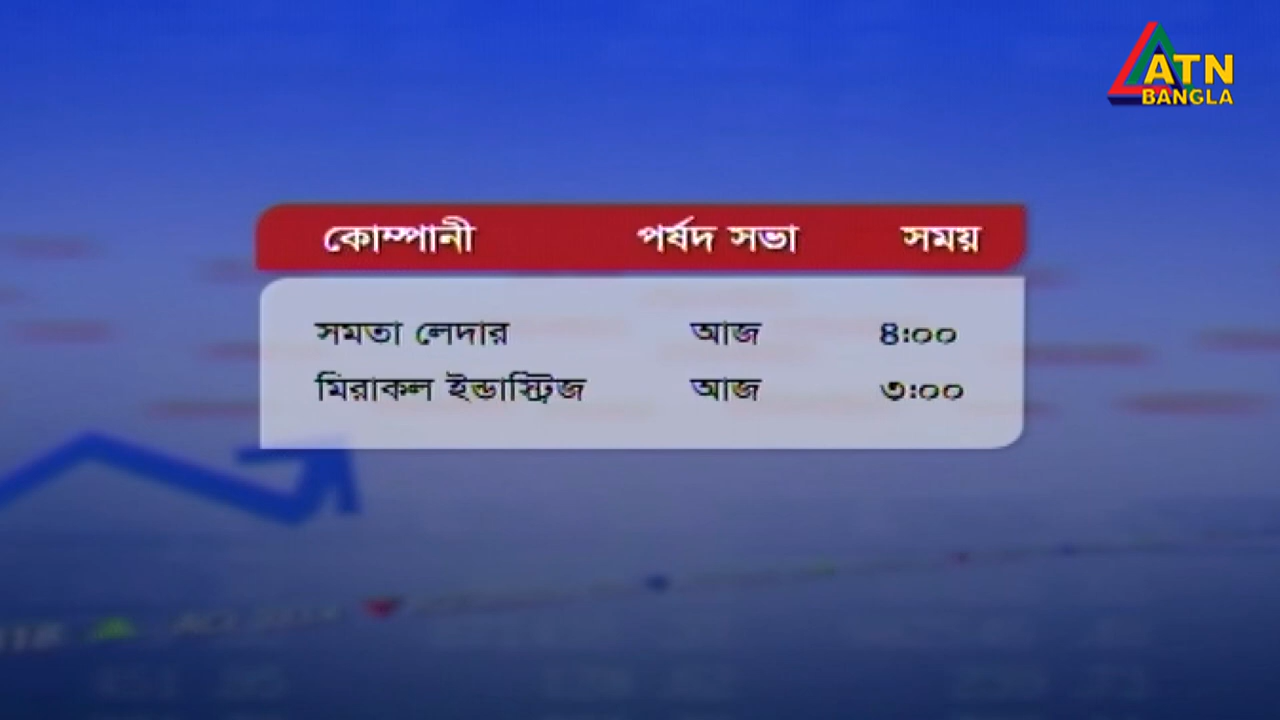 ATN
BANGLA
কোম্পানী পর্ষদ সভা সময়
সমতা লেদার আজ ৪:০০
মিরাকল ইন্ডাস্ট্রিজ আজ ৩:০০